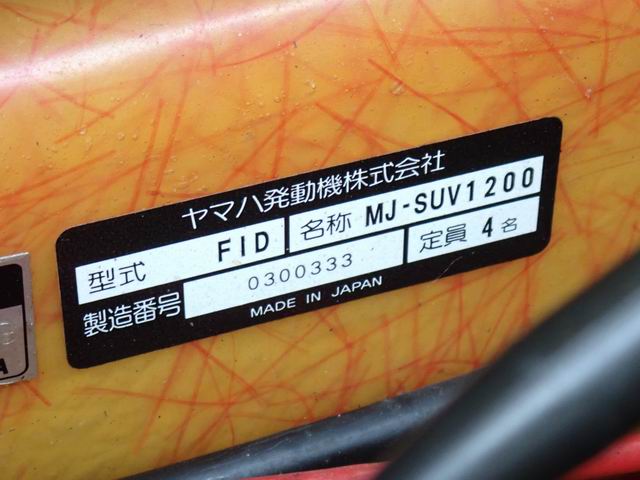 ヤマハ発動機株式会社
型式 FID 名称 MJ-SUV1200
製造番号 0300333 定員 4名
MADE IN JAPAN
A